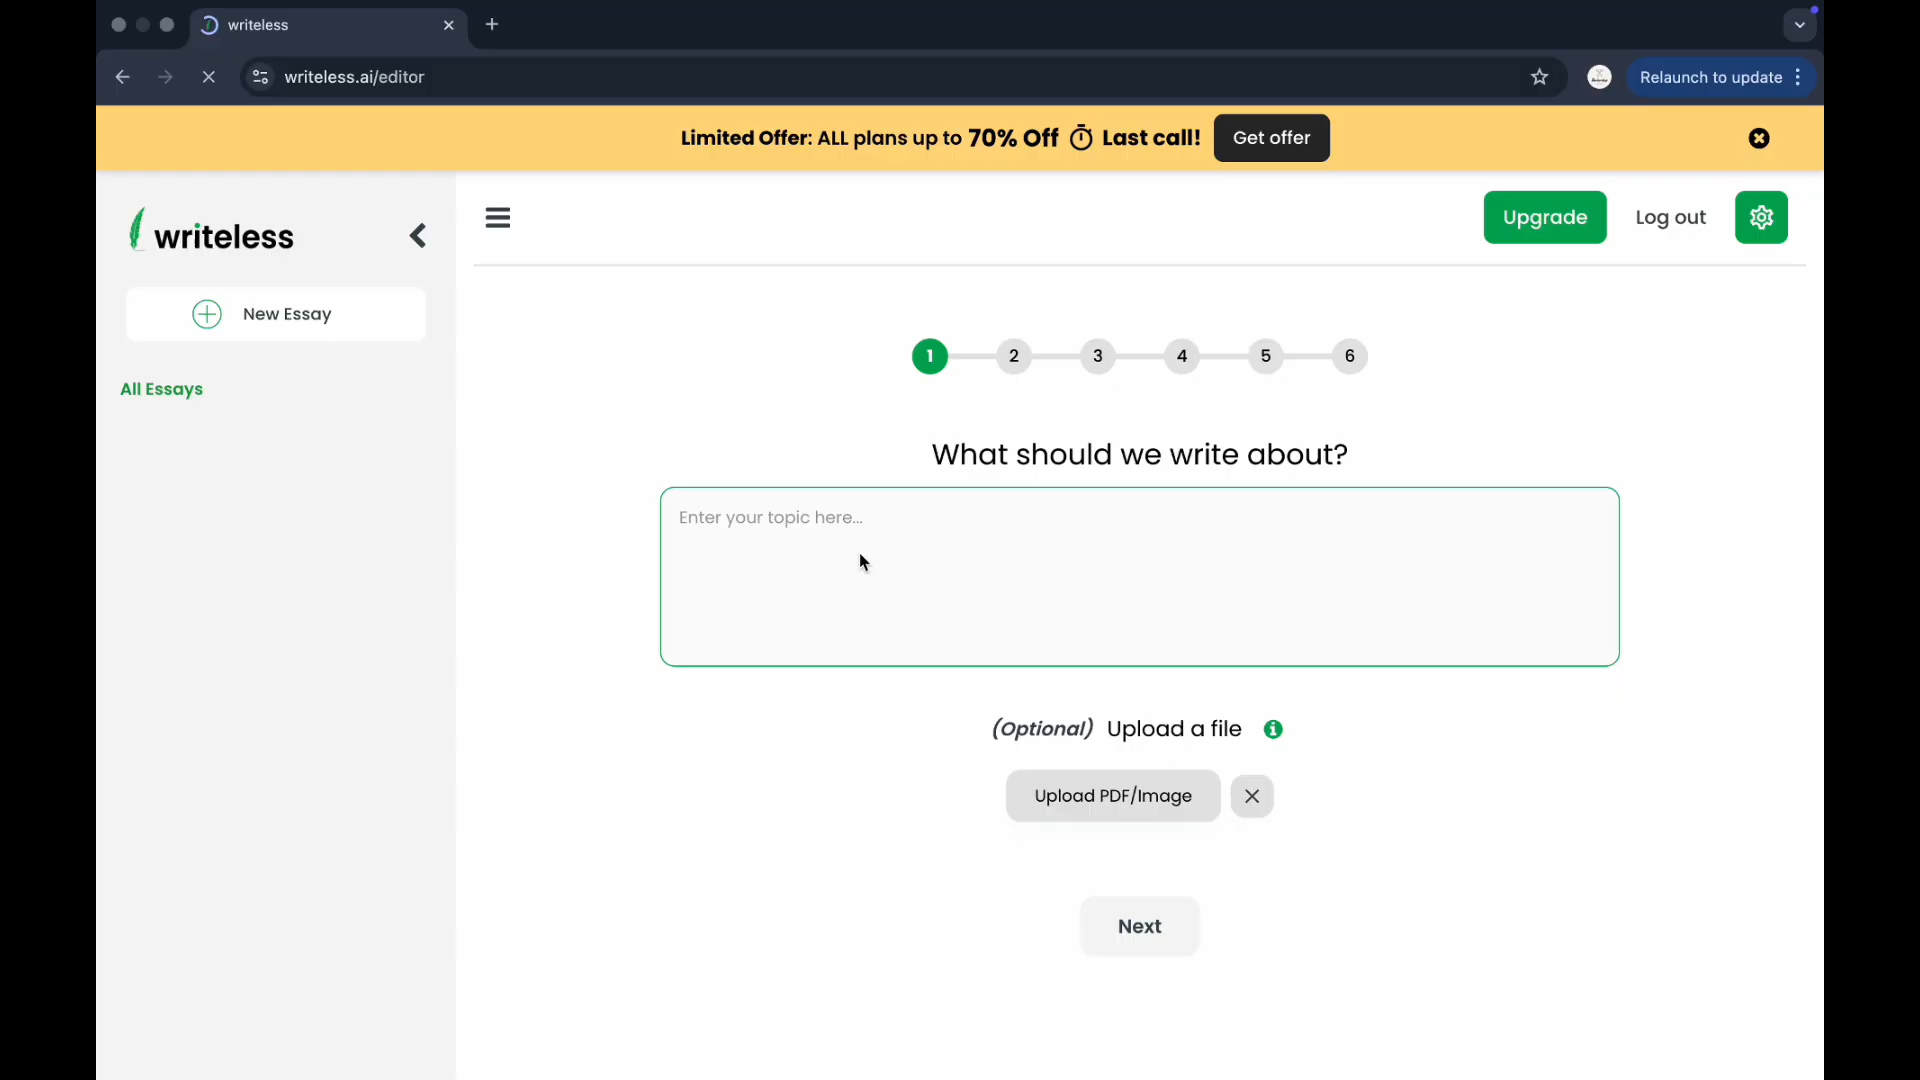 writeless
writeless.ai/editor
Relaunch to update
Limited Offer: ALL plans up to 70% Off Last call!
Get offer
writeless
Upgrade
Log out
New Essay
1 2 3 4 5 6
All Essays
What should we write about?
Enter your topic here...
(Optional) Upload a file
Upload PDF/Image
Next